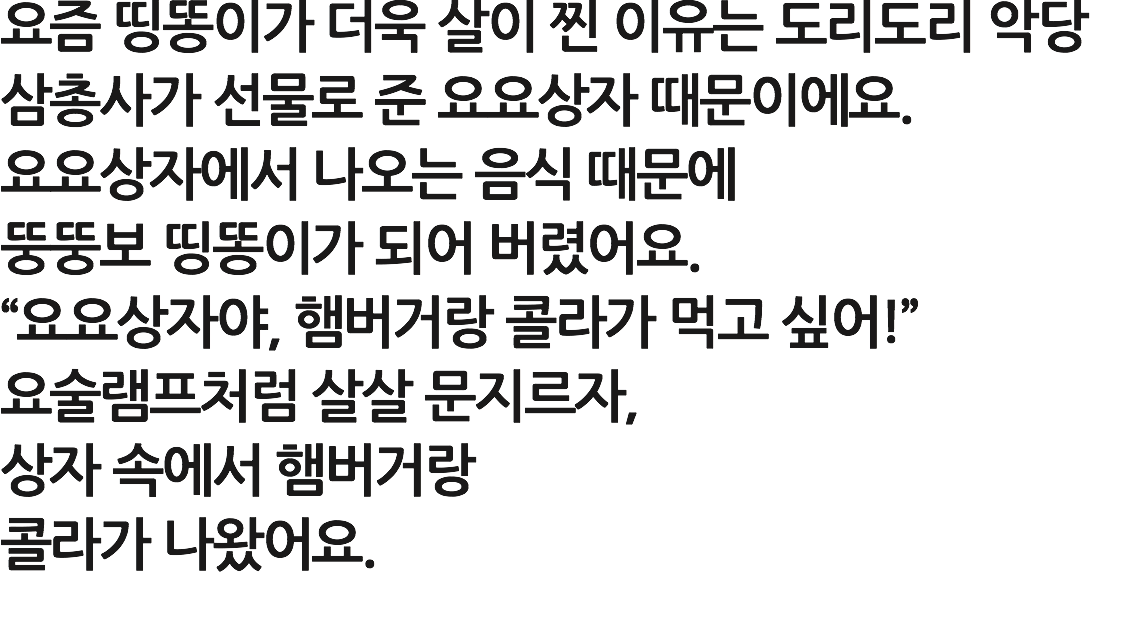 요즘 띵똥이가 더욱 살이 찐 이유는 도리도리 악당
삼총사가 선물로 준 요요상자 때문이에요.
요요상자에서 나오는 음식 때문에
뚱뚱보 띵똥이가 되어 버렸어요.
“요요상자야, 햄버거랑 콜라가 먹고 싶어!”
요술램프처럼 살살 문지르자,
상자 속에서 햄버거랑
콜라가 나왔어요.